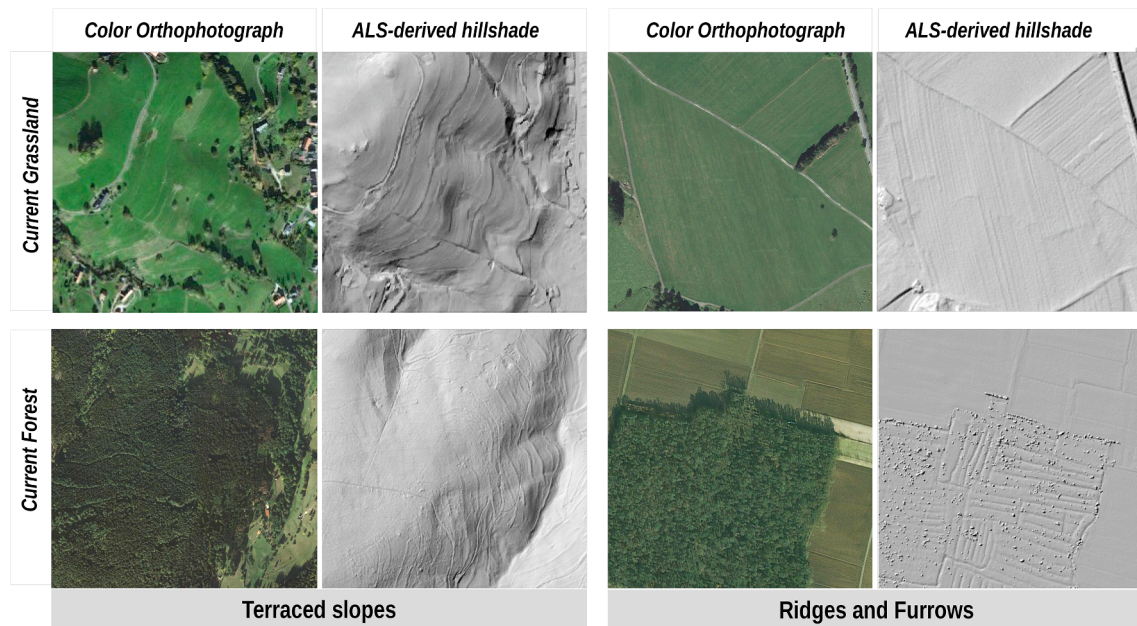 Color Orthophotograph
ALS-derived hillshade
Color Orthophotograph
ALS-derived hillshade
Current Grassland
Current Forest
Terraced slopes
Ridges and Furrows